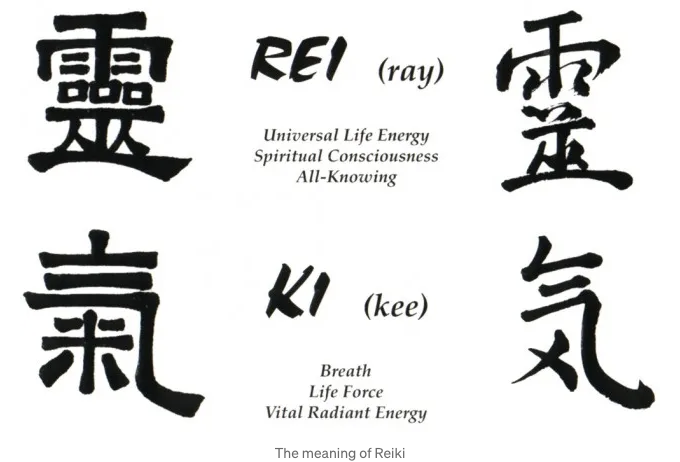 靈 REI (ray) 霊
Universal Life Energy
Spiritual Consciousness
All-Knowing
氣 KI (kee) 気
Breath
Life Force
Vital Radiant Energy
The meaning of Reiki